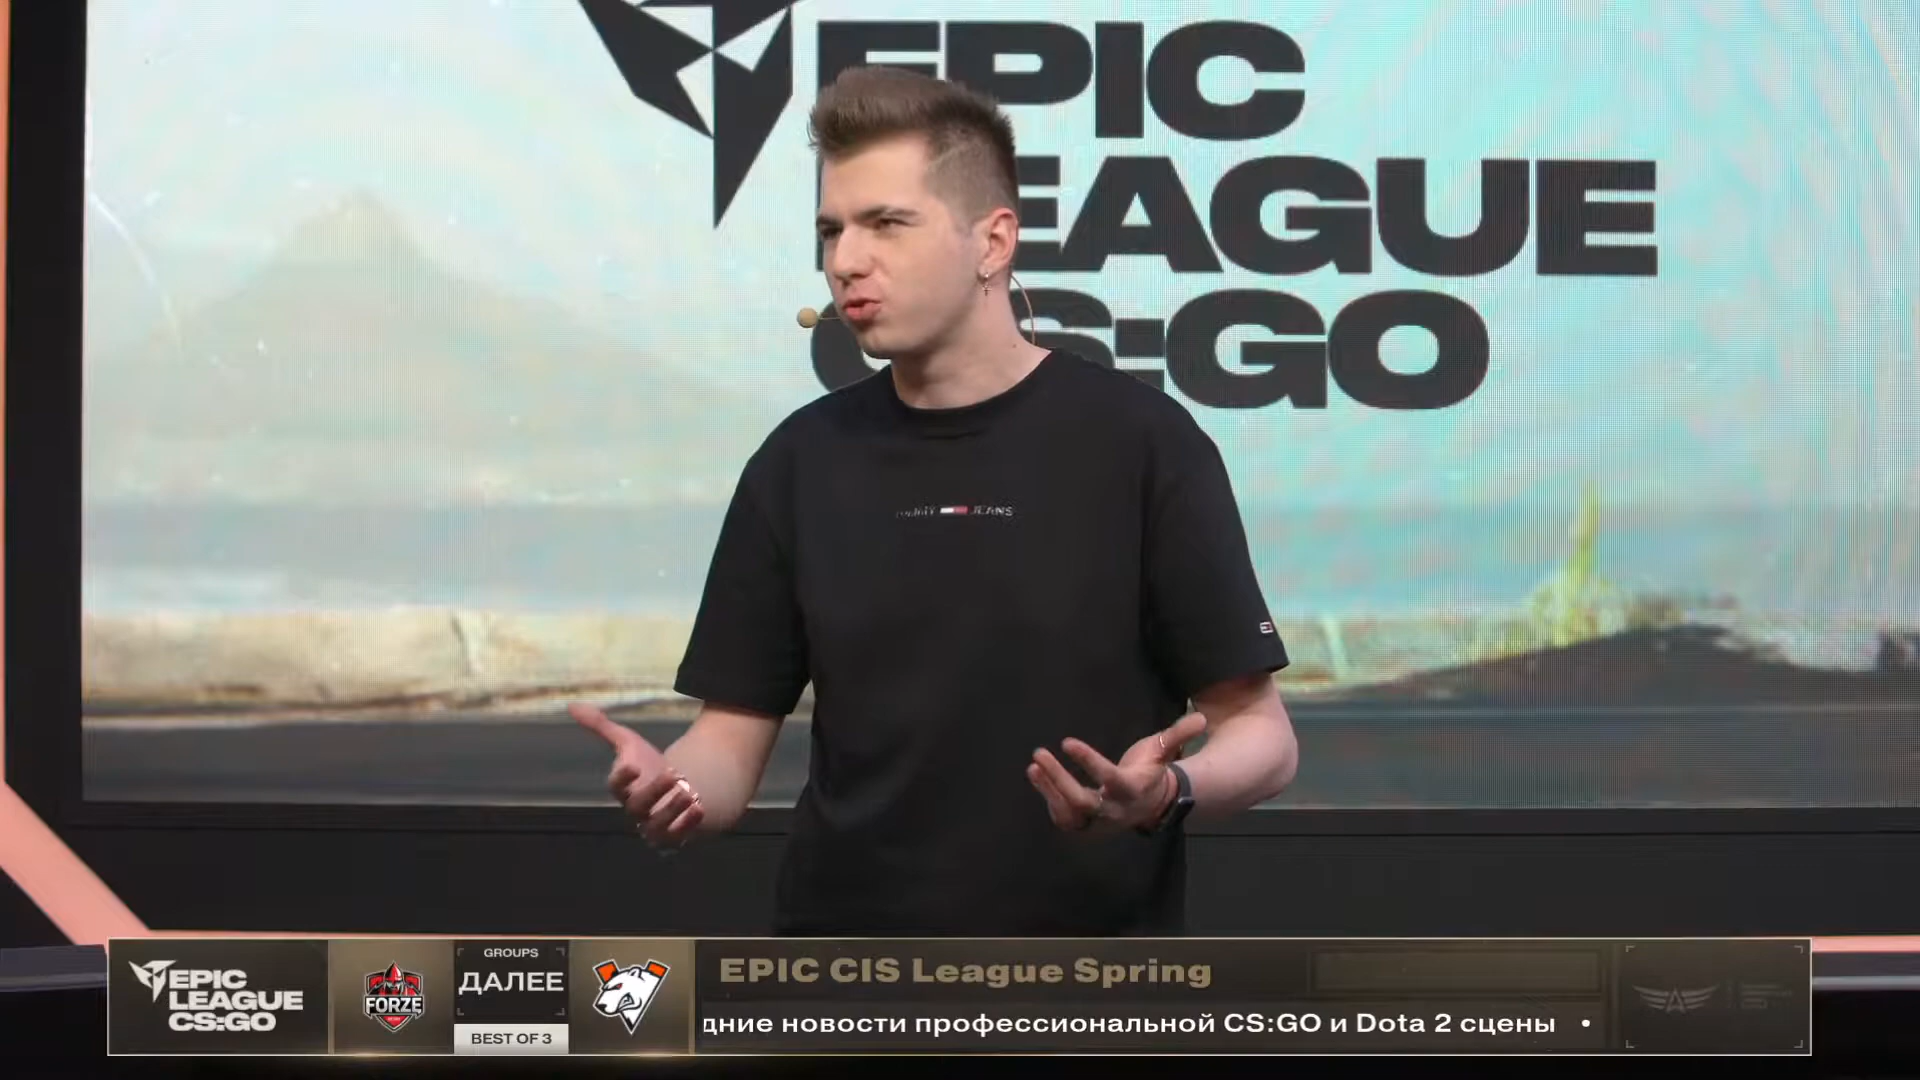 EPIC
LEAGUE
CS:GO
TOMMY JEANS
EPIC
LEAGUE
CS:GO
FORZE
GROUPS
ДАЛЕЕ
BEST OF 3
EPIC CIS League Spring
дние новости профессиональной CS:GO и Dota 2 сцены •